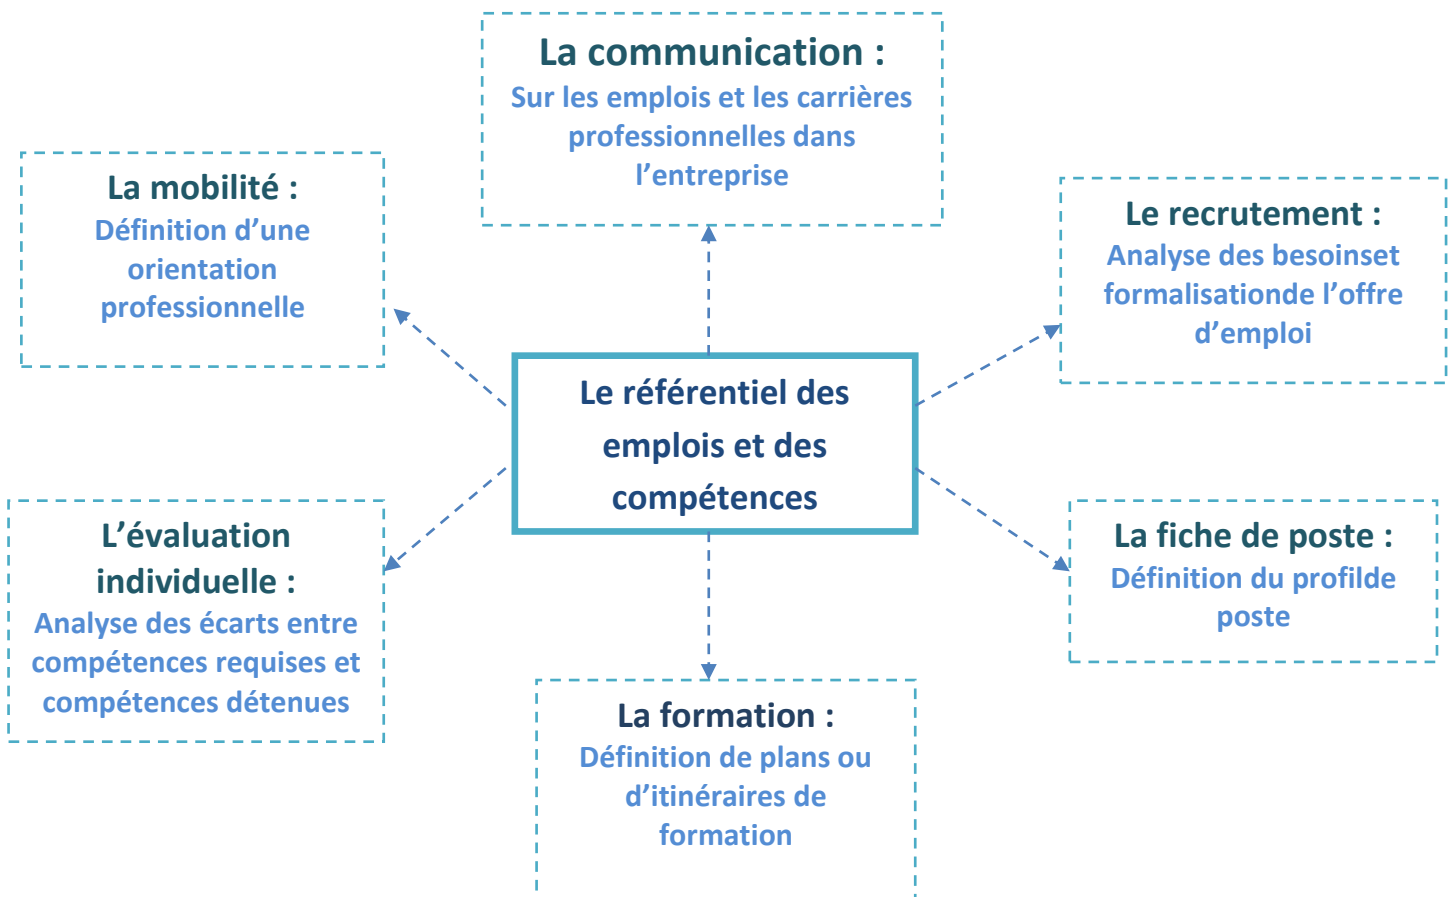 La communication :
Sur les emplois et les carrières
professionnelles dans
l’entreprise
La mobilité :
Définition d’une
orientation
professionnelle
Le recrutement :
Analyse des besoinset
formalisationde l’offre
d’emploi
Le référentiel des
emplois et des
compétences
L’évaluation
individuelle :
Analyse des écarts entre
compétences requises et
compétences détenues
La fiche de poste :
Définition du profilde
poste
La formation :
Définition de plans ou
d’itinéraires de
formation